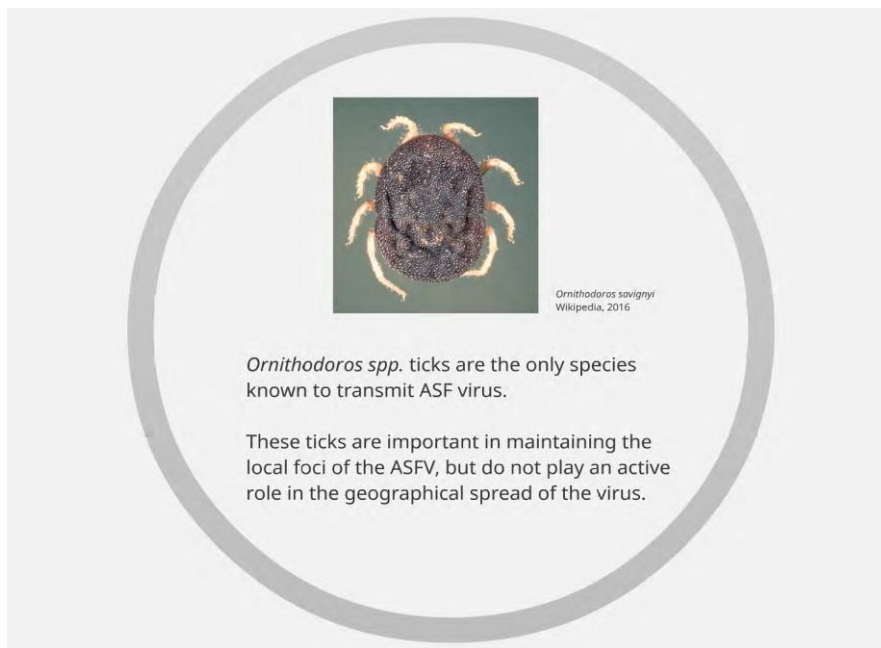 Ornithodoros savignyi
Wikipedia, 2016
Ornithodoros spp. ticks are the only species
known to transmit ASF virus.
These ticks are important in maintaining the
local foci of the ASFV, but do not play an active
role in the geographical spread of the virus.